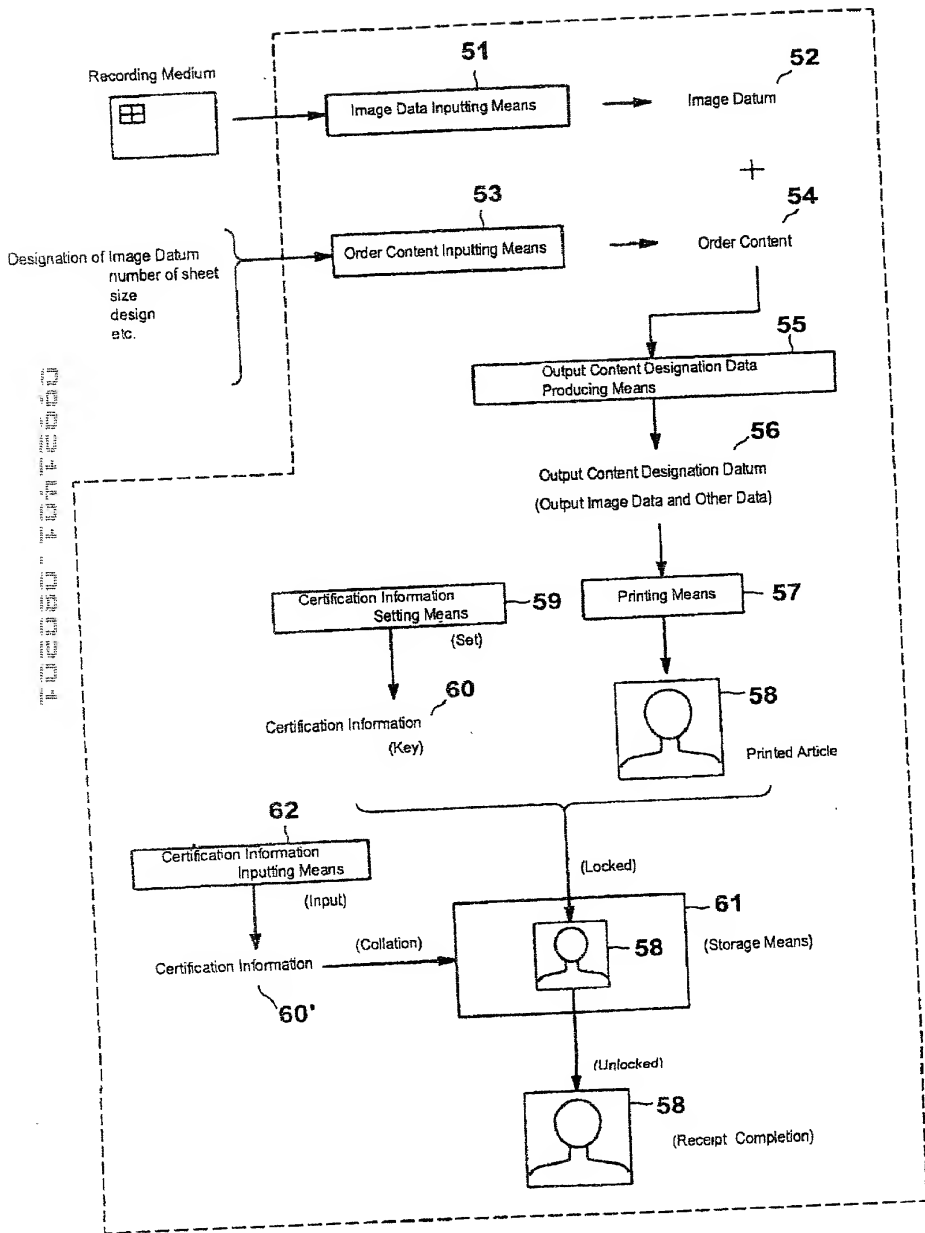 51
52
Recording Medium
Image Data Inputting Means
Image Datum
+
53
54
Designation of Image Datum
number of sheet
size
design
etc.
Order Content Inputting Means
Order Content
55
Output Content Designation Data
Producing Means
56
Output Content Designation Datum
(Output Image Data and Other Data)
Certification Information
Setting Means
59
(Set)
Printing Means
57
60
Certification Information
(Key)
58
Printed Article
62
Certification Information
Inputting Means
(Input)
(Locked)
61
(Storage Means)
58
Certification Information
(Collation)
60'
(Unlocked)
58
(Receipt Completion)